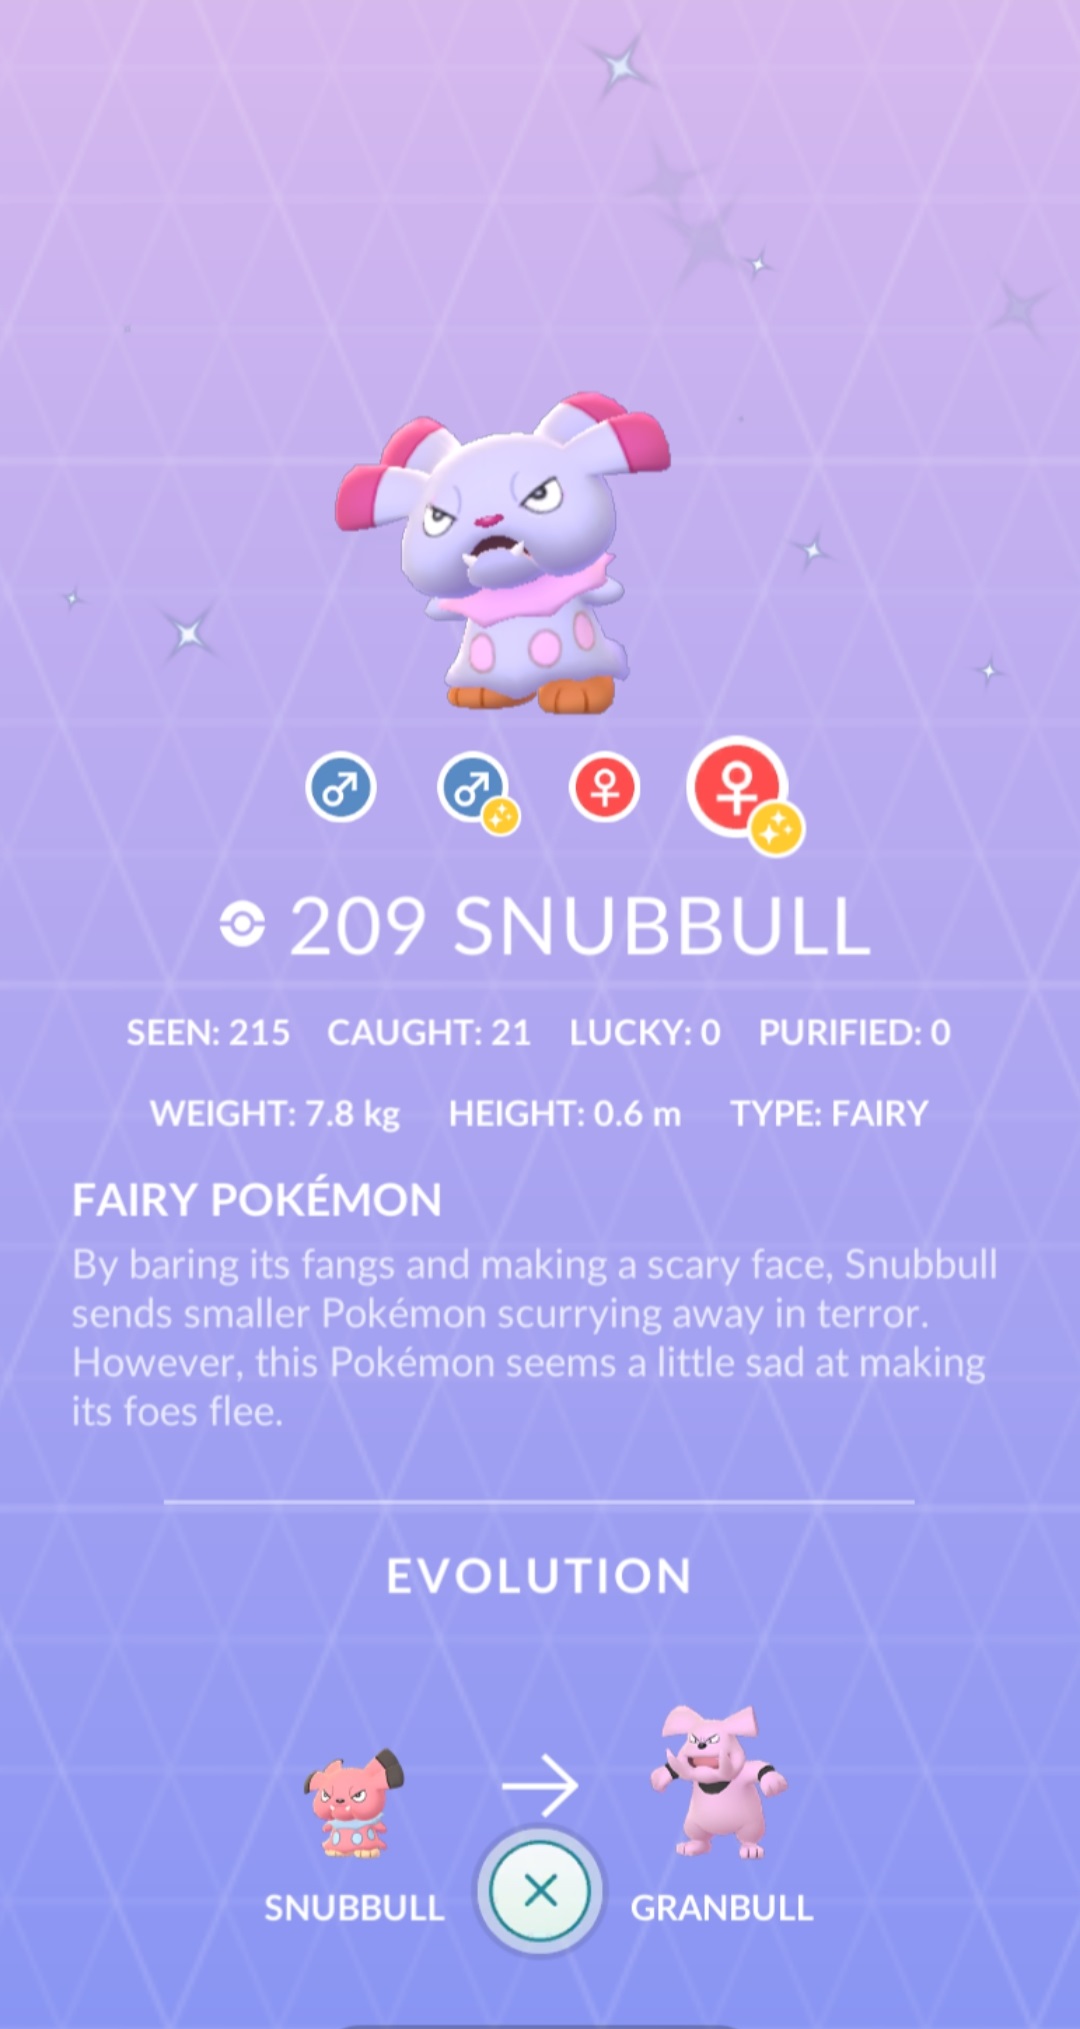 209 SNUBBULL
SEEN: 215 CAUGHT: 21 LUCKY: 0 PURIFIED: 0
WEIGHT: 7.8 kg HEIGHT: 0.6 m TYPE: FAIRY
FAIRY POKÉMON
By baring its fangs and making a scary face, Snubbull
sends smaller Pokémon scurrying away in terror.
However, this Pokémon seems a little sad at making
its foes flee.
EVOLUTION
SNUBBULL GRANBULL